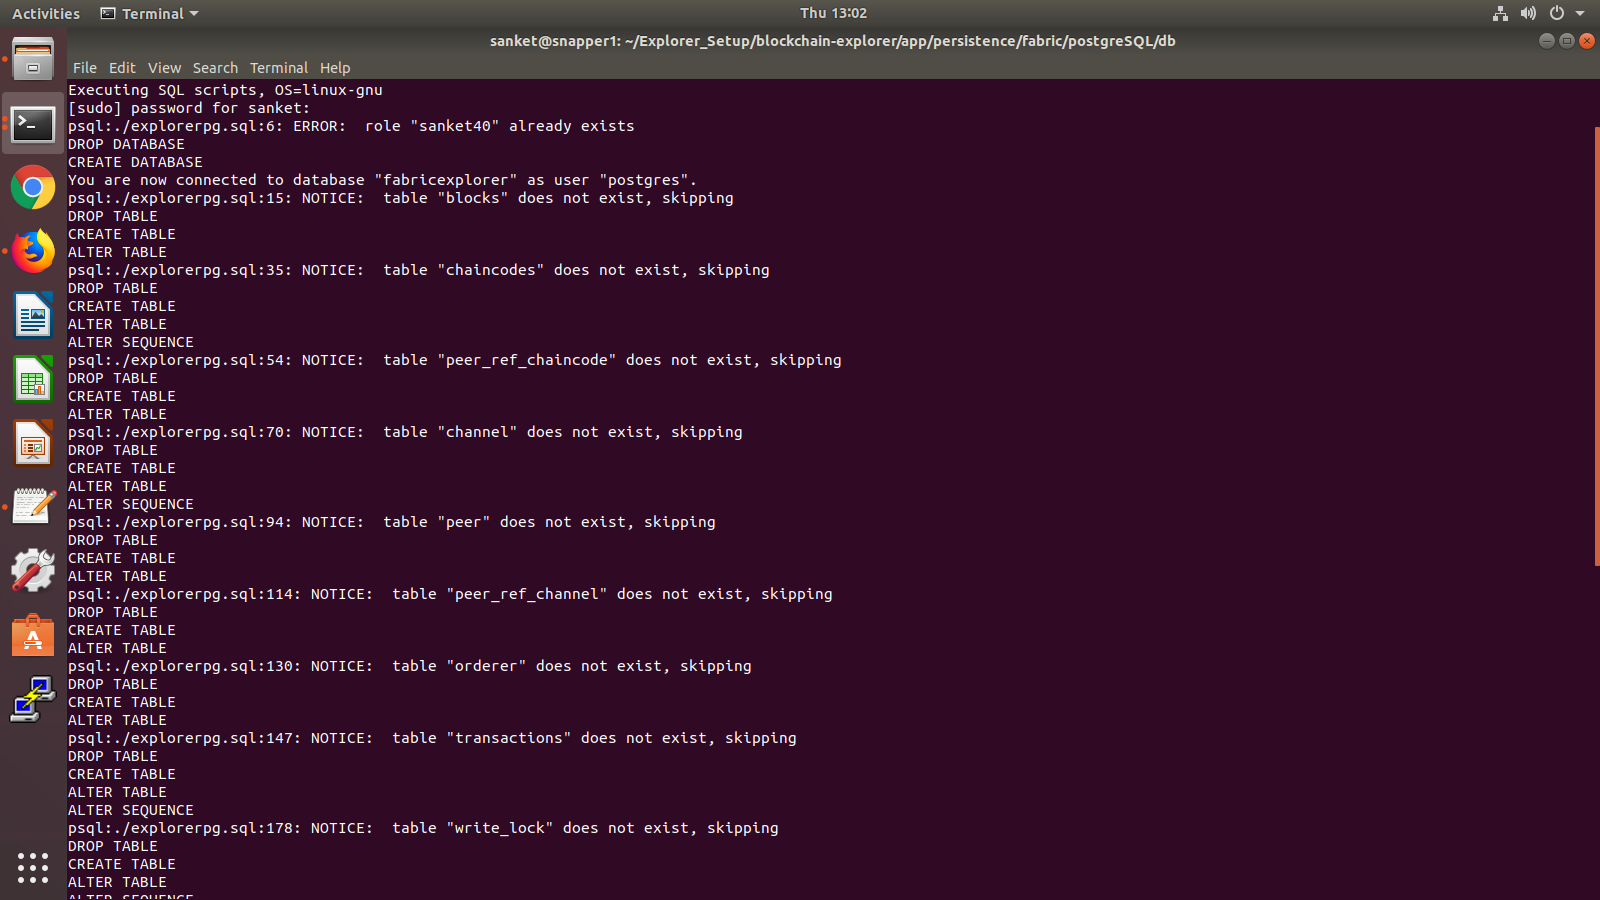 Activities
Terminal
Thu 13:02
sanket@snapper1: ~/Explorer_Setup/blockchain-explorer/app/persistence/fabric/postgreSQL/db
File Edit View Search Terminal Help
Executing SQL scripts, OS=linux-gnu
[sudo] password for sanket:
psql:./explorerpg.sql:6: ERROR:  role "sanket40" already exists
DROP DATABASE
CREATE DATABASE
You are now connected to database "fabricexplorer" as user "postgres".
psql:./explorerpg.sql:15: NOTICE:  table "blocks" does not exist, skipping
DROP TABLE
CREATE TABLE
ALTER TABLE
psql:./explorerpg.sql:35: NOTICE:  table "chaincodes" does not exist, skipping
DROP TABLE
CREATE TABLE
ALTER TABLE
ALTER SEQUENCE
psql:./explorerpg.sql:54: NOTICE:  table "peer_ref_chaincode" does not exist, skipping
DROP TABLE
CREATE TABLE
ALTER TABLE
psql:./explorerpg.sql:70: NOTICE:  table "channel" does not exist, skipping
DROP TABLE
CREATE TABLE
ALTER TABLE
ALTER SEQUENCE
psql:./explorerpg.sql:94: NOTICE:  table "peer" does not exist, skipping
DROP TABLE
CREATE TABLE
ALTER TABLE
psql:./explorerpg.sql:114: NOTICE:  table "peer_ref_channel" does not exist, skipping
DROP TABLE
CREATE TABLE
ALTER TABLE
psql:./explorerpg.sql:130: NOTICE:  table "orderer" does not exist, skipping
DROP TABLE
CREATE TABLE
ALTER TABLE
psql:./explorerpg.sql:147: NOTICE:  table "transactions" does not exist, skipping
DROP TABLE
CREATE TABLE
ALTER TABLE
ALTER SEQUENCE
psql:./explorerpg.sql:178: NOTICE:  table "write_lock" does not exist, skipping
DROP TABLE
CREATE TABLE
ALTER TABLE
ALTER SEQUENCE